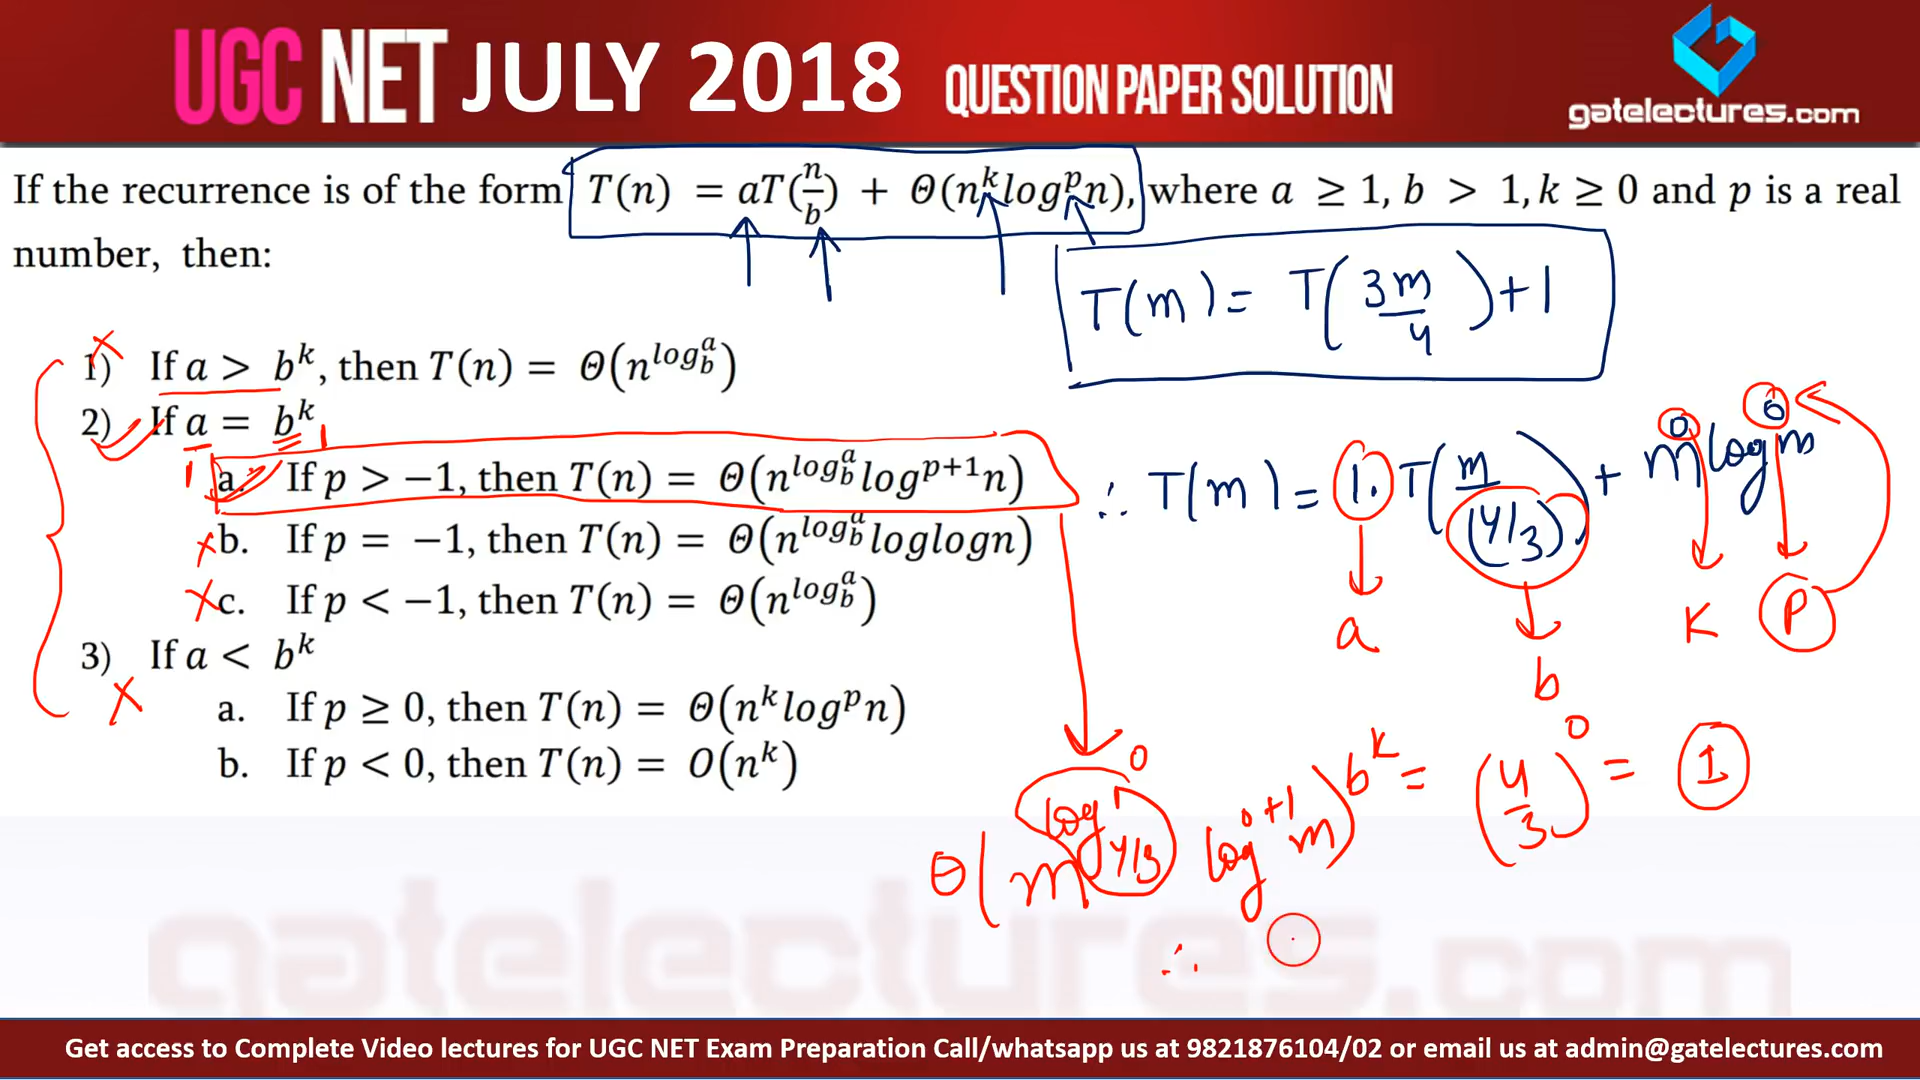 UGC NET JULY 2018 QUESTION PAPER SOLUTION
gatelectures.com
If the recurrence is of the form T(n) = aT(n/b) + Θ(n^k log^p n), where a ≥ 1, b > 1, k ≥ 0 and p is a real
number, then:
T(m) = T(3m/4) + 1
1) If a > b^k, then T(n) = Θ(n^{log_b^a})
2) If a = b^k
1 1
a. If p > −1, then T(n) = Θ(n^{log_b^a} log^{p+1} n)
∴ T(m) = 1. T(m/(4/3)) + m^0 log^0 m
b. If p = −1, then T(n) = Θ(n^{log_b^a} loglogn)
c. If p < −1, then T(n) = Θ(n^{log_b^a})
a b K P
3) If a < b^k
a. If p ≥ 0, then T(n) = Θ(n^k log^p n)
b. If p < 0, then T(n) = O(n^k)
b^k = (4/3)^0 = 1
Θ(m^{log_{4/3}^1} log^{0+1} m)
0
∴
gatelectures.com
Get access to Complete Video lectures for UGC NET Exam Preparation Call/whatsapp us at 9821876104/02 or email us at admin@gatelectures.com